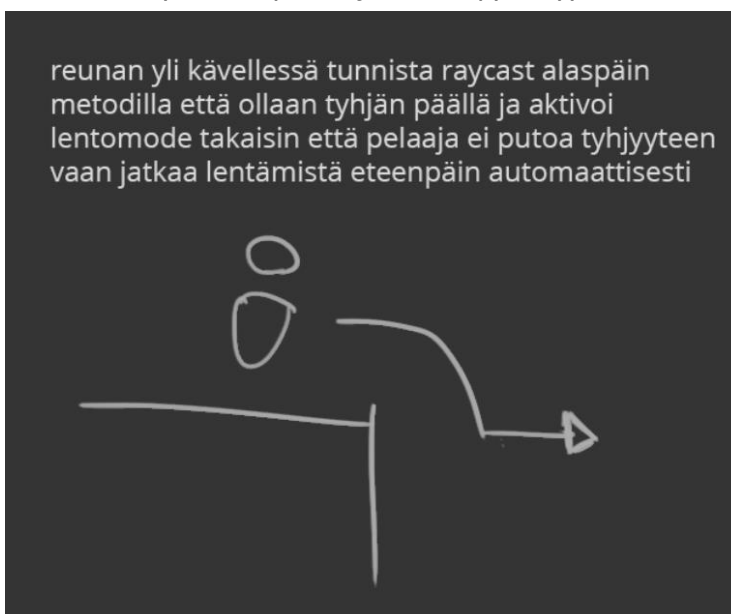 reunan yli kävellessä tunnista raycast alaspäin
metodilla että ollaan tyhjän päällä ja aktivoi
lentomode takaisin että pelaaja ei putoa tyhjyyteen
vaan jatkaa lentämistä eteenpäin automaattisesti